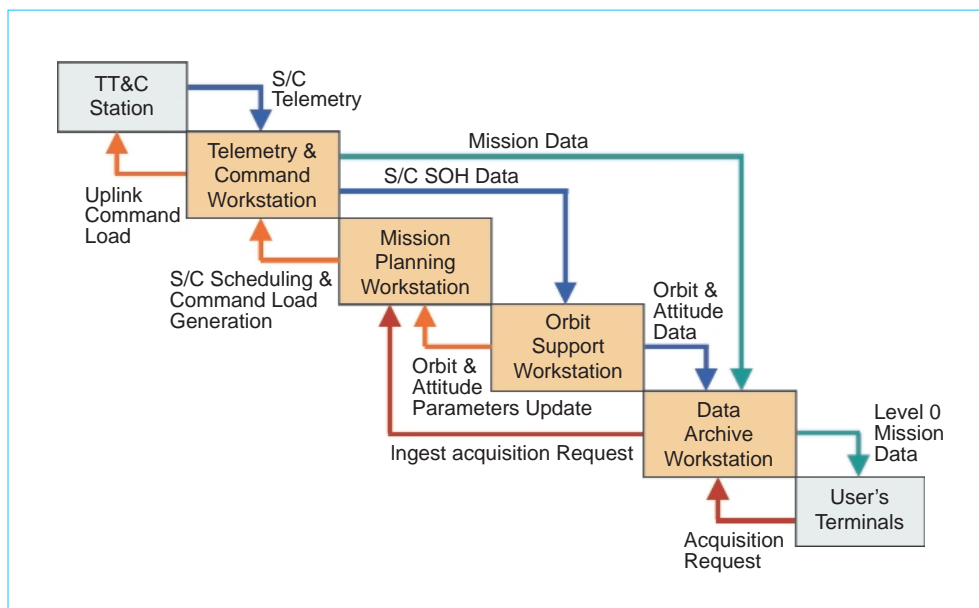 TT&C
Station
S/C
Telemetry
Telemetry &
Command
Workstation
Mission Data
S/C SOH Data
Uplink
Command
Load
Mission
Planning
Workstation
S/C Scheduling &
Command Load
Generation
Orbit
Support
Workstation
Orbit &
Attitude
Data
Orbit &
Attitude
Parameters Update
Data
Archive
Workstation
Level 0
Mission
Data
Ingest acquisition Request
User's
Terminals
Acquisition
Request